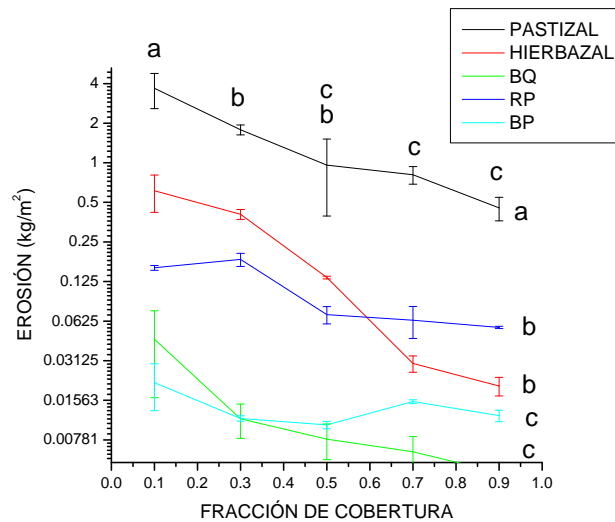 PASTIZAL
HIERBAZAL
BQ
RP
BP
a
b
c
b
c
c
a
b
b
c
c
4
2
1
0.5
0.25
0.125
0.0625
0.03125
0.01563
0.00781
EROSIÓN (kg/m²)
0.0 0.1 0.2 0.3 0.4 0.5 0.6 0.7 0.8 0.9 1.0
FRACCIÓN DE COBERTURA